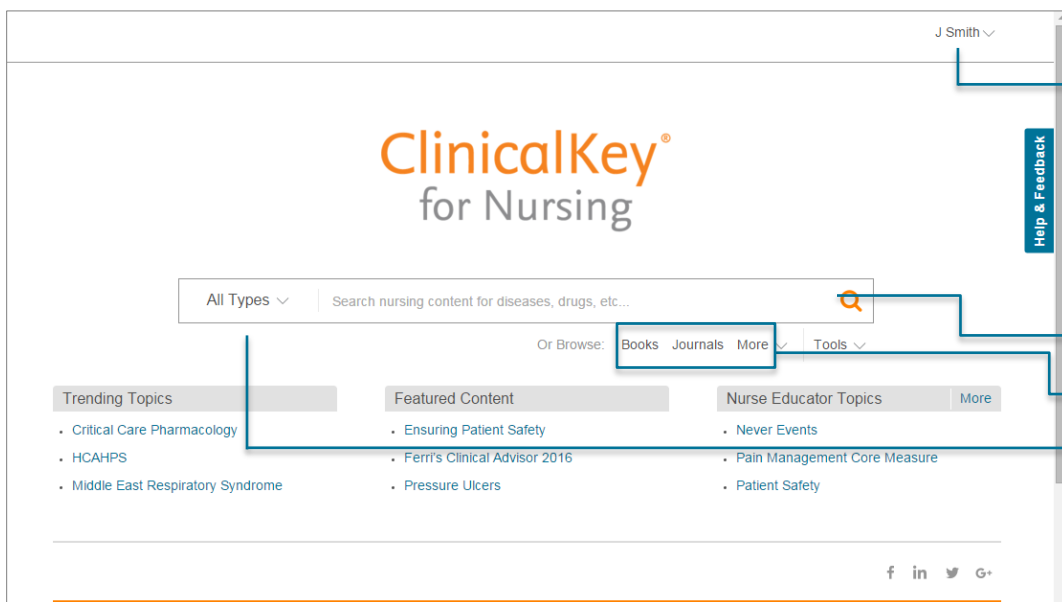 J Smith
ClinicalKey®
for Nursing
Help & Feedback
All Types Search nursing content for diseases, drugs, etc...
Or Browse: Books Journals More Tools
Trending Topics Featured Content Nurse Educator Topics More
• Critical Care Pharmacology • Ensuring Patient Safety • Never Events
• HCAHPS • Ferri's Clinical Advisor 2016 • Pain Management Core Measure
• Middle East Respiratory Syndrome • Pressure Ulcers • Patient Safety
f in G+